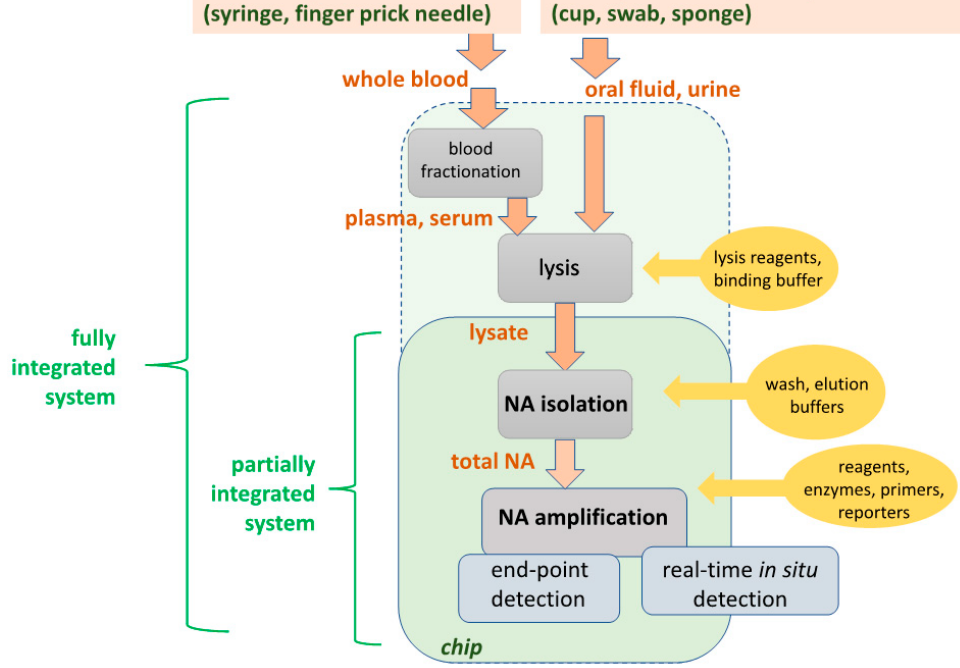 (syringe, finger prick needle)
(cup, swab, sponge)
whole blood
oral fluid, urine
blood
fractionation
plasma, serum
lysis
lysis reagents,
binding buffer
fully
integrated
system
lysate
NA isolation
wash, elution
buffers
partially
integrated
system
total NA
NA amplification
reagents,
enzymes, primers,
reporters
end-point
detection
real-time in situ
detection
chip